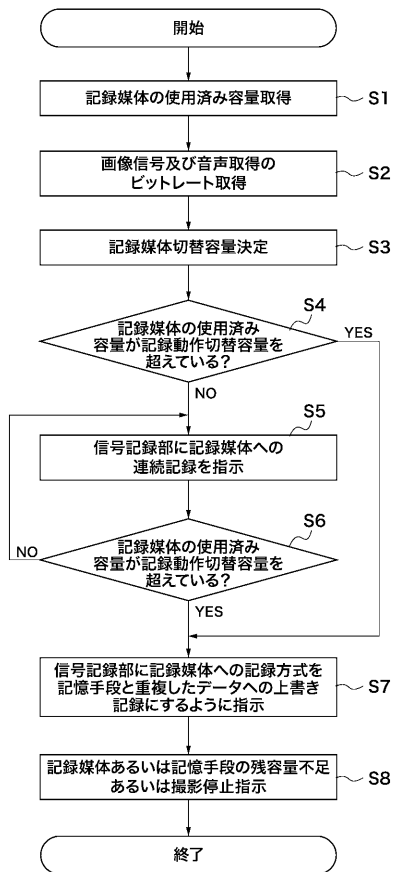 開始
記録媒体の使用済み容量取得
S1
画像信号及び音声取得の
ビットレート取得
S2
記録媒体切替容量決定
S3
S4
記録媒体の使用済み
容量が記録動作切替容量を
超えている?
YES
NO
S5
信号記録部に記録媒体への
連続記録を指示
S6
記録媒体の使用済み
容量が記録動作切替容量を
超えている?
NO
YES
信号記録部に記録媒体への記録方式を
記憶手段と重複したデータへの上書き
記録にするように指示
S7
記録媒体あるいは記憶手段の残容量不足
あるいは撮影停止指示
S8
終了